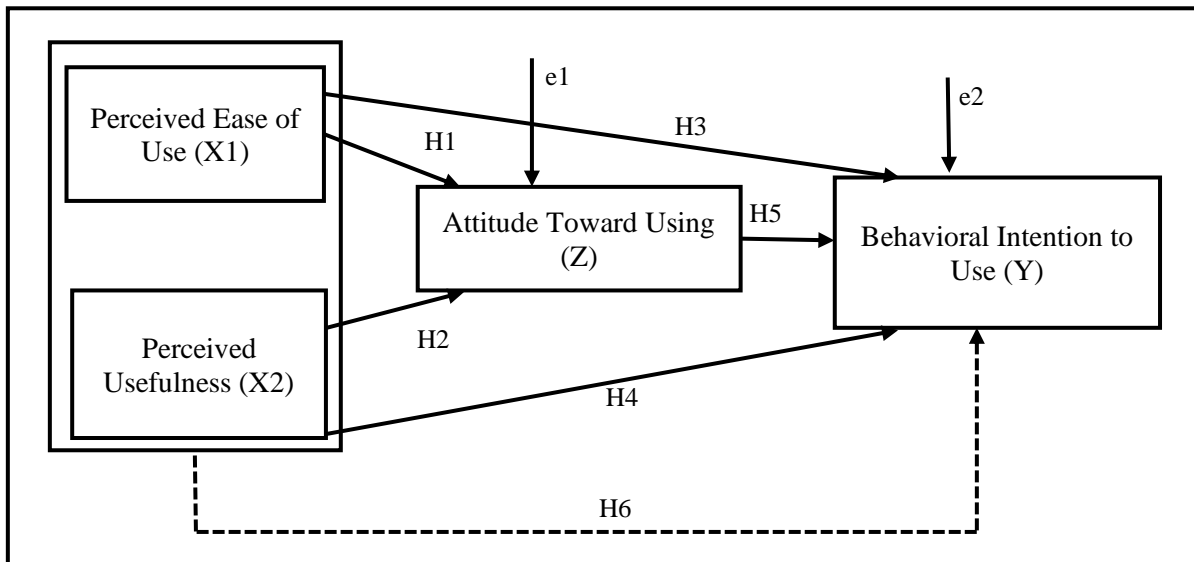 e1
e2
Perceived Ease of
Use (X1)
H3
H1
Attitude Toward Using
(Z)
H5
Behavioral Intention to
Use (Y)
H2
Perceived
Usefulness (X2)
H4
H6